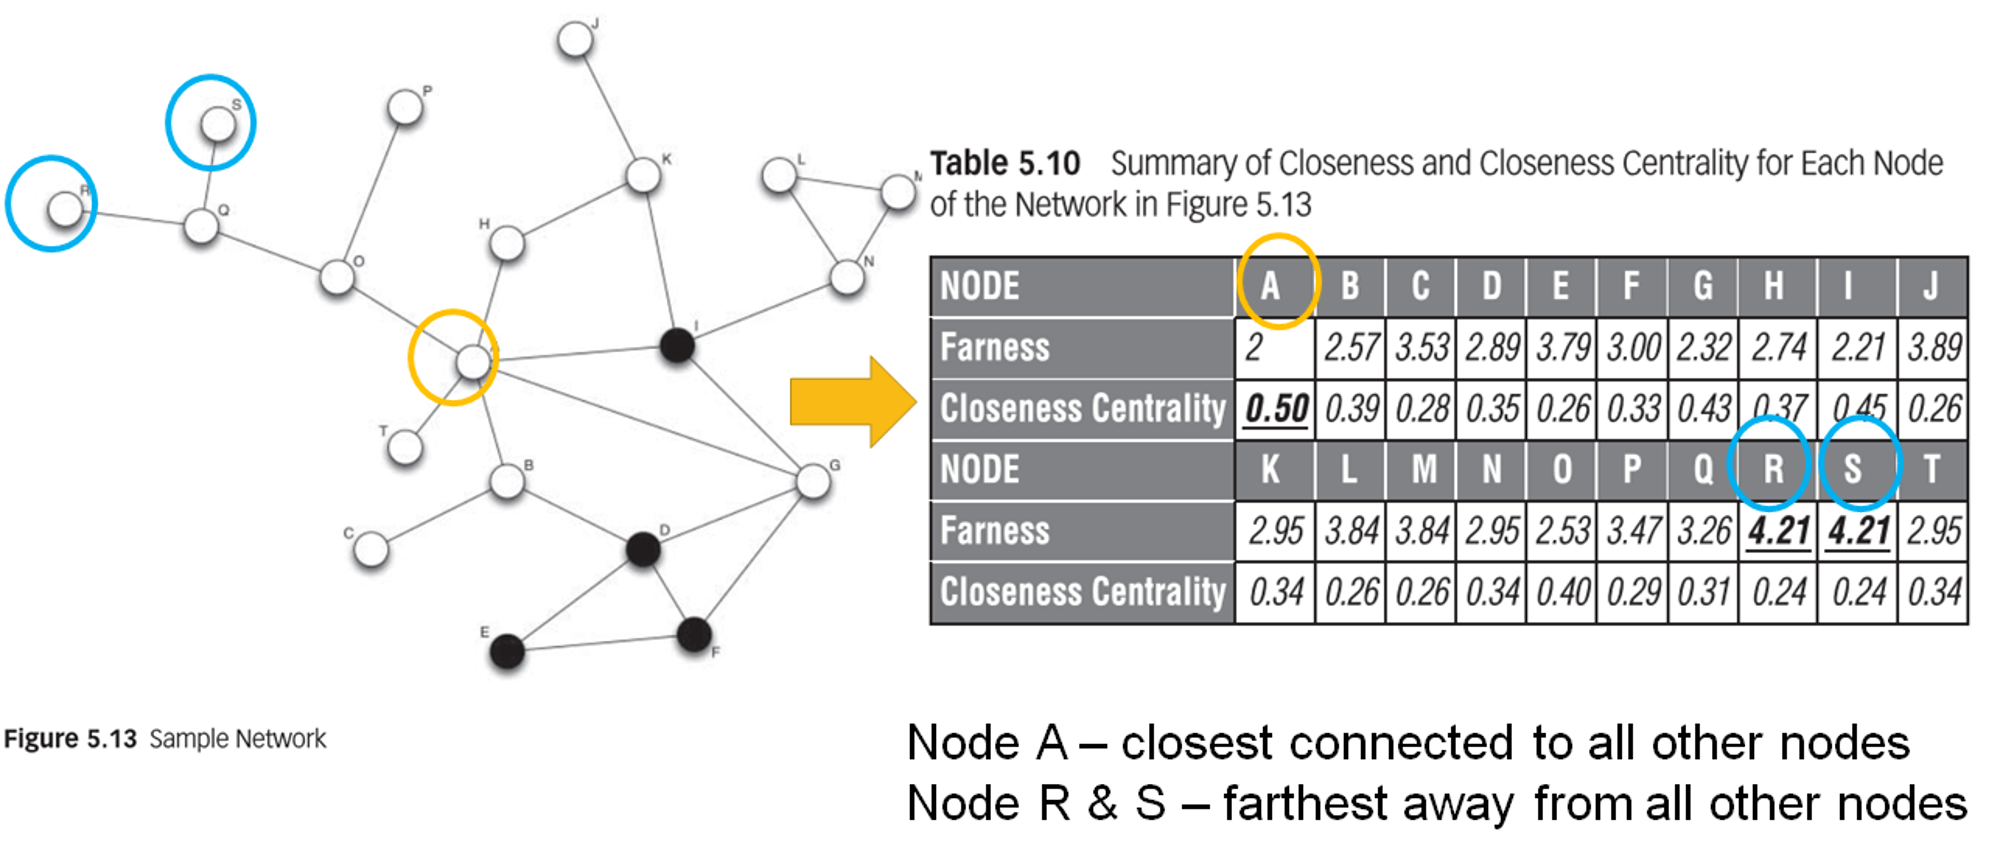 J
S
P
K
L
M
R
Q
H
N
O
I
A
T
B
G
C
D
E
F
Figure 5.13 Sample Network
Table 5.10 Summary of Closeness and Closeness Centrality for Each Node
of the Network in Figure 5.13
NODE A B C D E F G H I J
Farness 2 2.57 3.53 2.89 3.79 3.00 2.32 2.74 2.21 3.89
Closeness Centrality 0.50 0.39 0.28 0.35 0.26 0.33 0.43 0.37 0.45 0.26
NODE K L M N O P Q R S T
Farness 2.95 3.84 3.84 2.95 2.53 3.47 3.26 4.21 4.21 2.95
Closeness Centrality 0.34 0.26 0.26 0.34 0.40 0.29 0.31 0.24 0.24 0.34
Node A – closest connected to all other nodes
Node R & S – farthest away from all other nodes